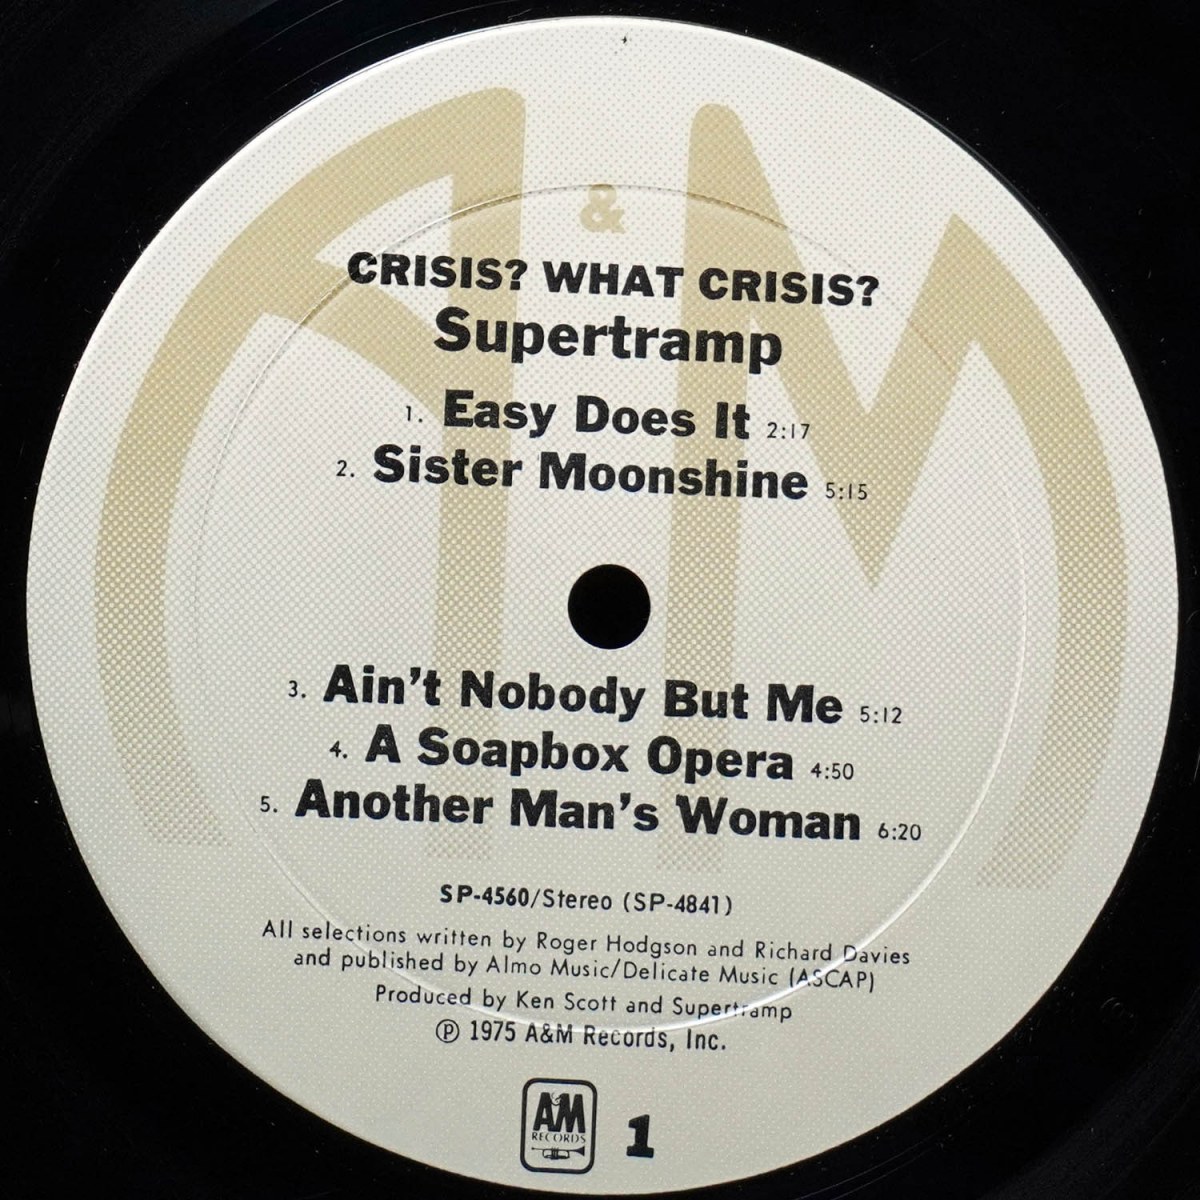 &
CRISIS? WHAT CRISIS?
Supertramp
1. Easy Does It 2:17
2. Sister Moonshine 5:15
3. Ain't Nobody But Me 5:12
4. A Soapbox Opera 4:50
5. Another Man's Woman 6:20
SP-4560/Stereo (SP-4841)
All selections written by Roger Hodgson and Richard Davies
and published by Almo Music/Delicate Music (ASCAP)
Produced by Ken Scott and Supertramp
℗ 1975 A&M Records, Inc.
A&M
RECORDS
1